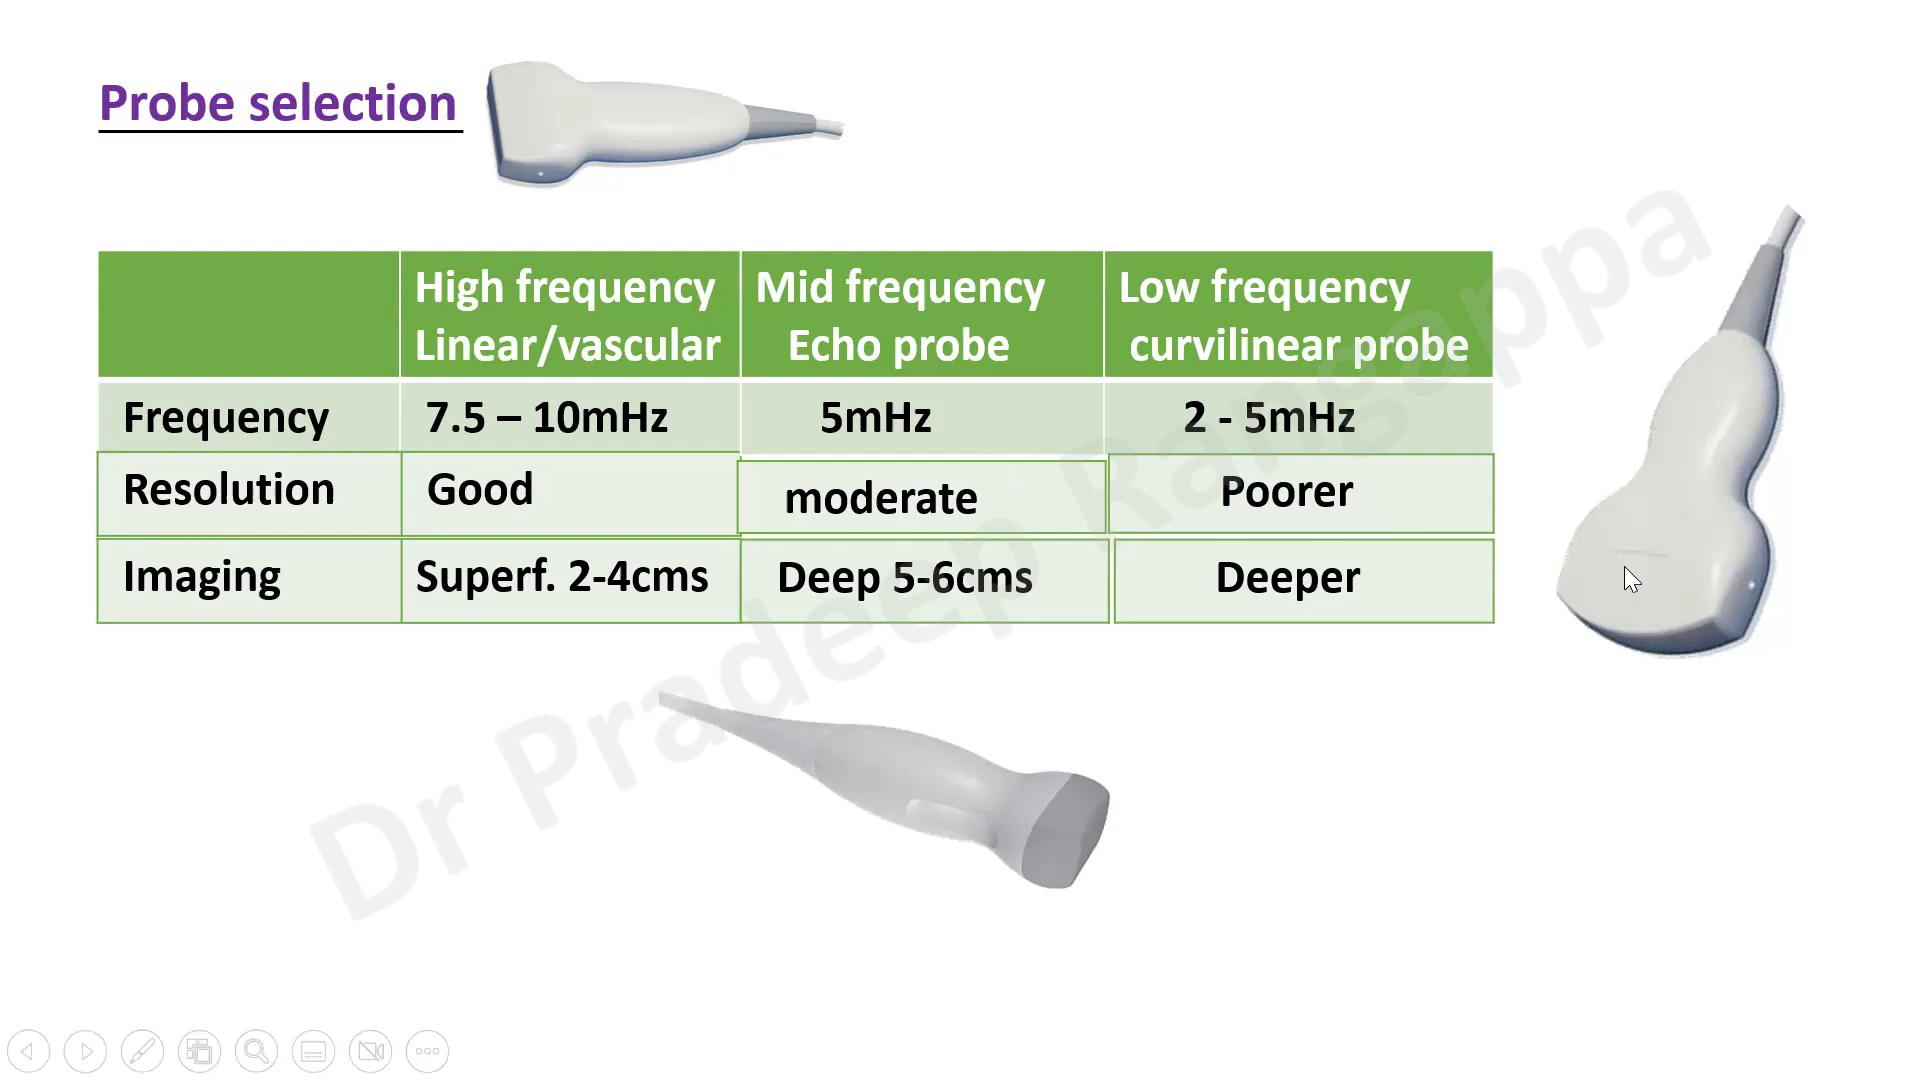 Probe selection
High frequency Mid frequency Low frequency
Linear/vascular Echo probe curvilinear probe
Frequency 7.5 – 10mHz 5mHz 2 - 5mHz
Resolution Good moderate Poorer
Imaging Superf. 2-4cms Deep 5-6cms Deeper
Dr Pradeep Rangappa